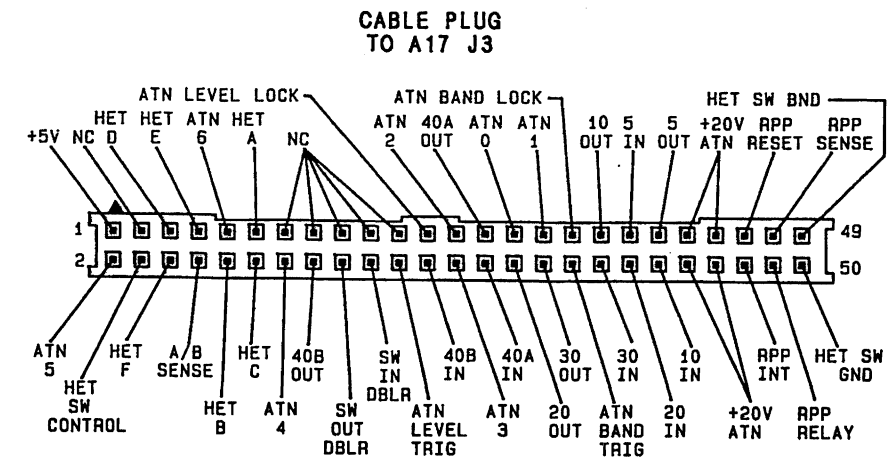 CABLE PLUG
TO A17 J3
ATN LEVEL LOCK
ATN BAND LOCK
HET SW BND
+5V
NC
HET
D
HET
E
ATN
6
HET
A
NC
ATN
2
40A
OUT
ATN
0
ATN
1
10
OUT
5
IN
5
OUT
+20V
ATN
RPP
RESET
RPP
SENSE
1
49
2
50
ATN
5
HET
SW
CONTROL
HET
F
A/B
SENSE
HET
B
HET
C
ATN
4
40B
OUT
SW
OUT
DBLR
SW
IN
DBLR
ATN
LEVEL
TRIG
40B
IN
ATN
3
40A
IN
20
OUT
30
OUT
ATN
BAND
TRIG
30
IN
20
IN
10
IN
+20V
ATN
RPP
INT
RPP
RELAY
HET SW
GND